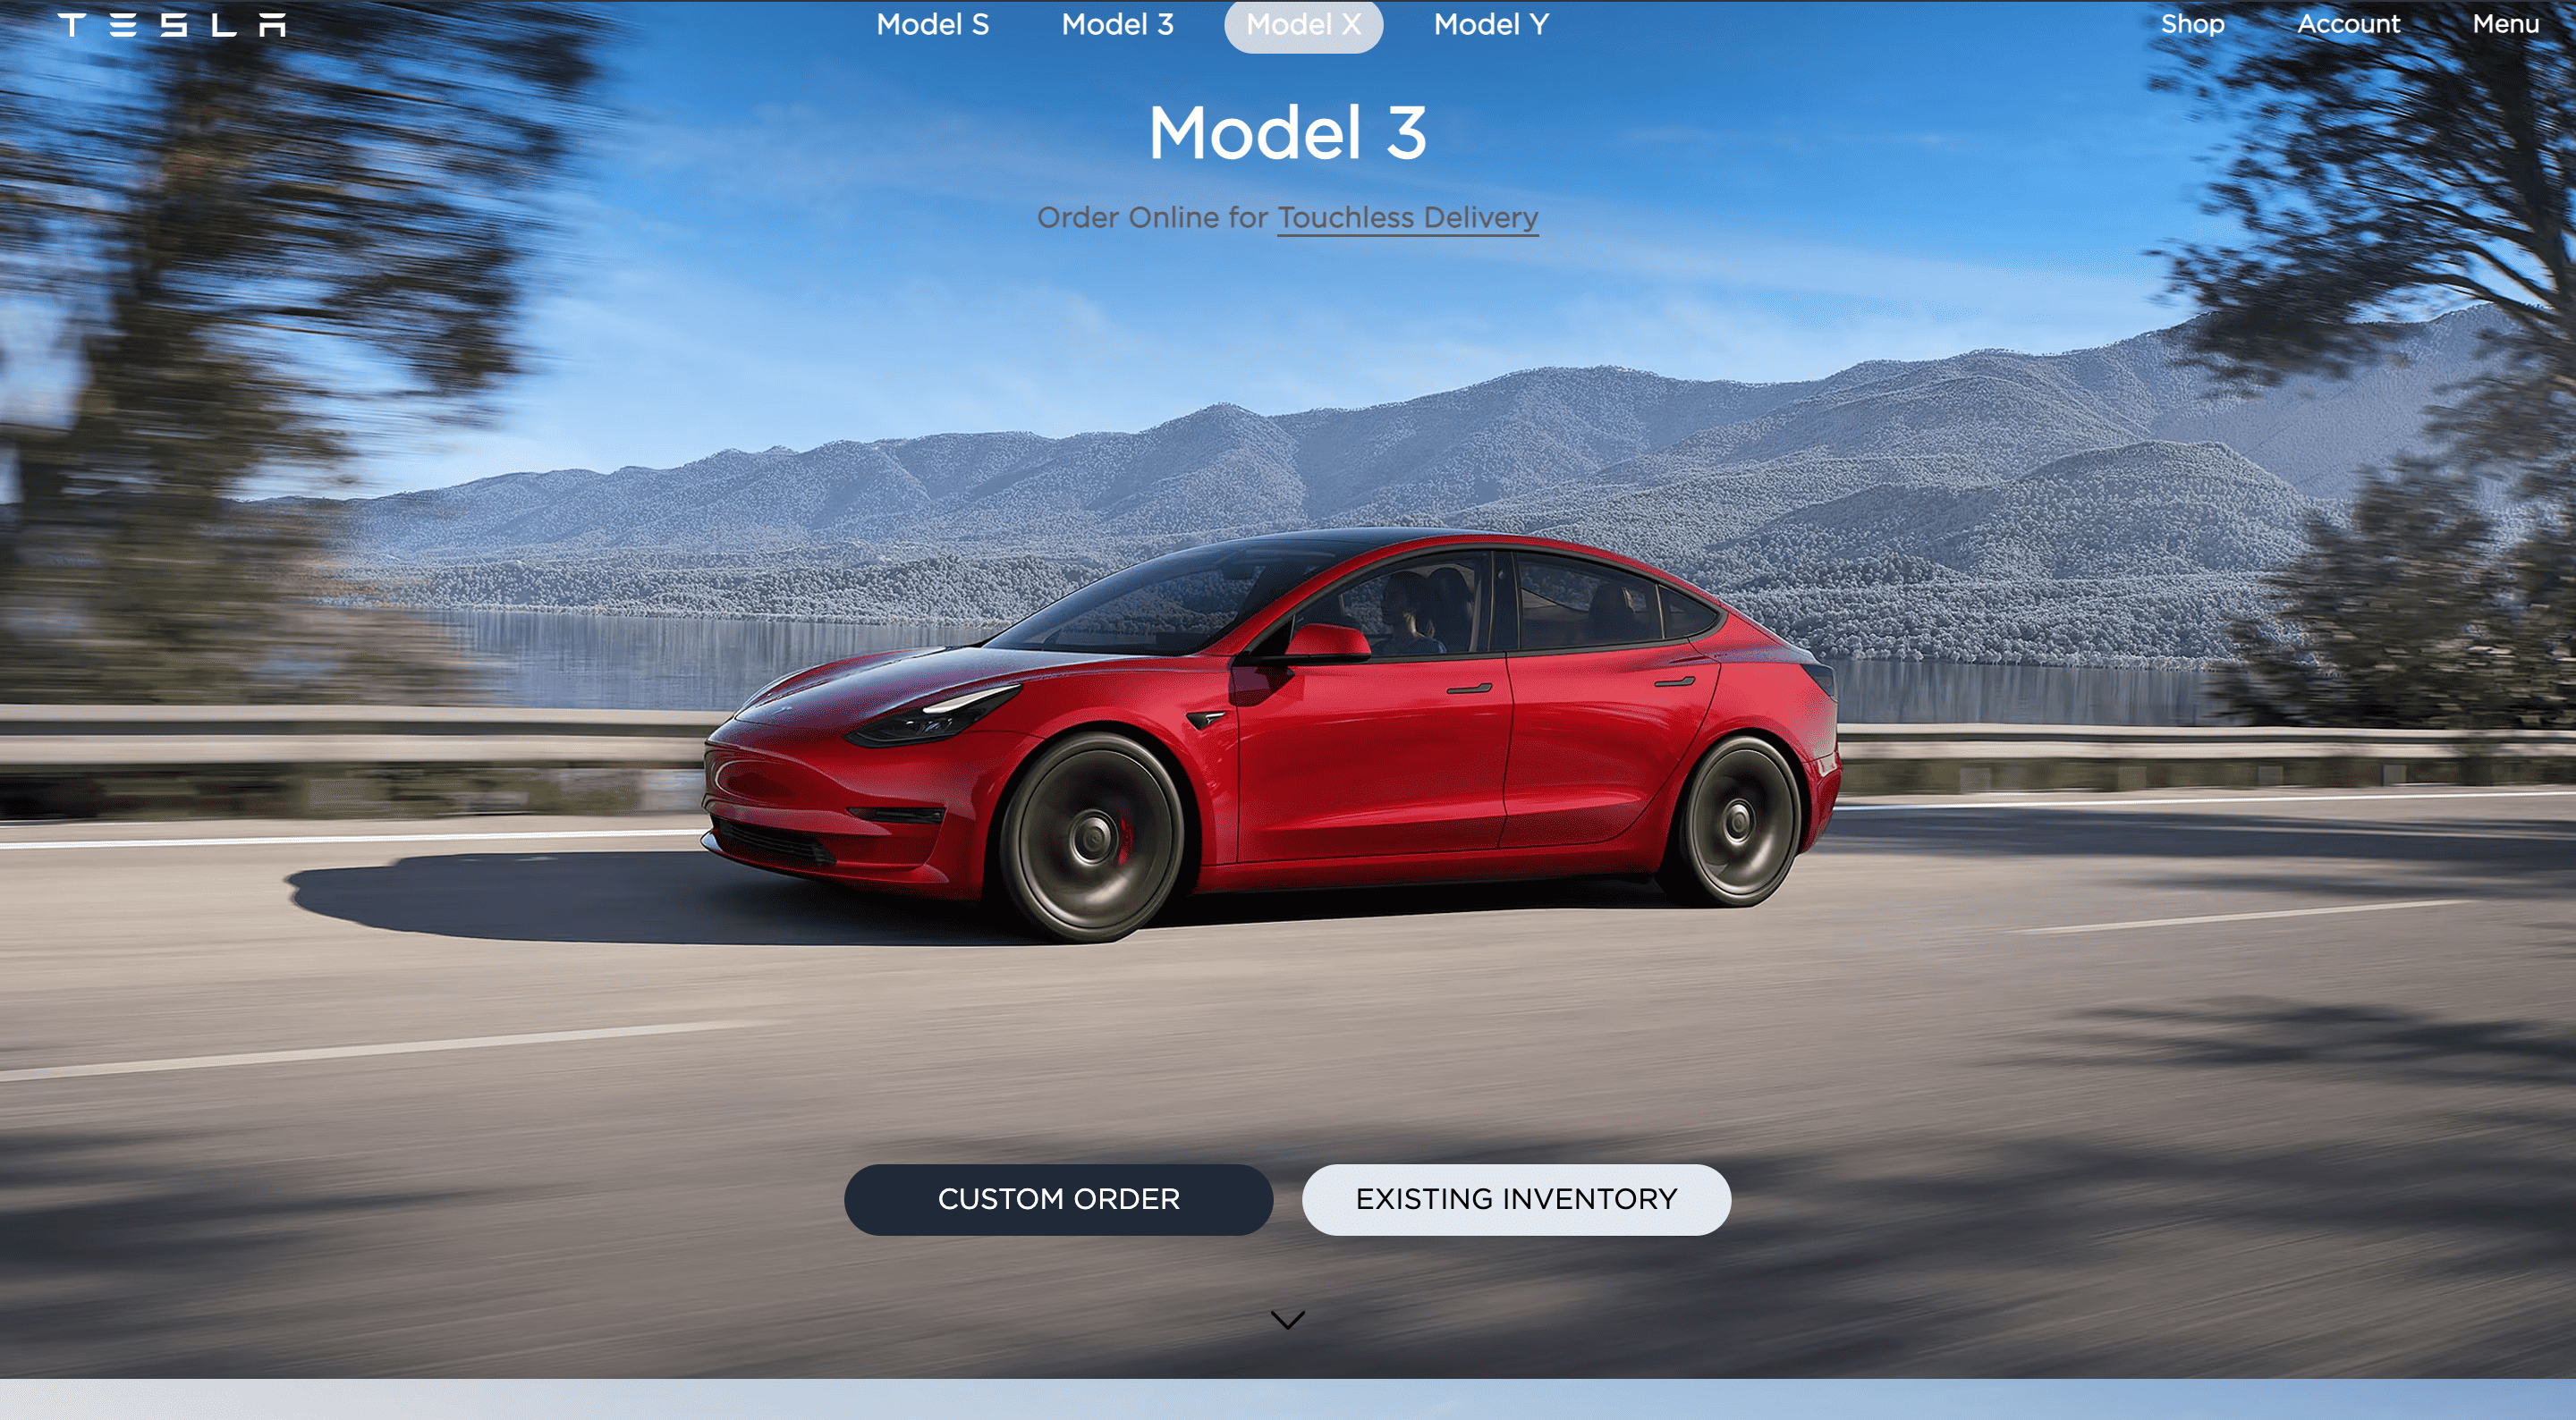 TESLA
Model S Model 3 Model X Model Y
Shop Account Menu
Model 3
Order Online for Touchless Delivery
CUSTOM ORDER
EXISTING INVENTORY